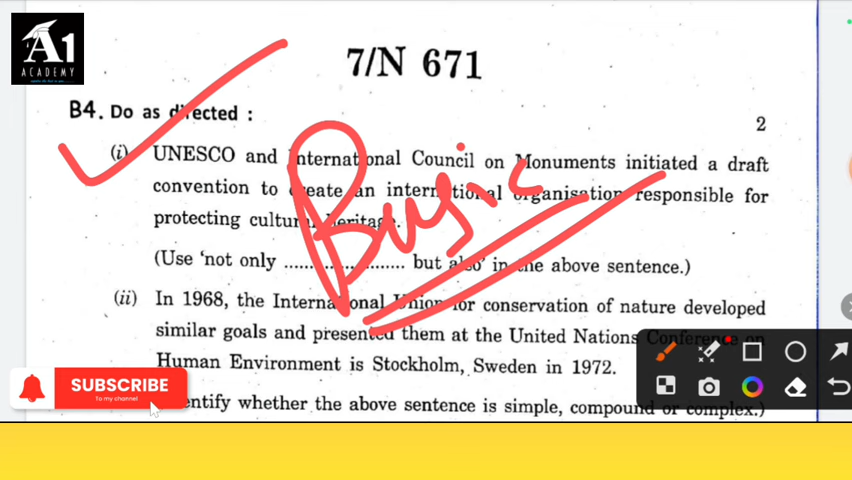 A1
ACADEMY
7/N 671
B4. Do as directed :
2
(i) UNESCO and International Council on Monuments initiated a draft
convention to create an international organisation responsible for
protecting cultural heritage.
(Use 'not only ........................ but also' in the above sentence.)
Basic
(ii) In 1968, the International Union for conservation of nature developed
similar goals and presented them at the United Nations Conference on
Human Environment is Stockholm, Sweden in 1972.
entify whether the above sentence is simple, compound or complex.)
SUBSCRIBE
To my channel